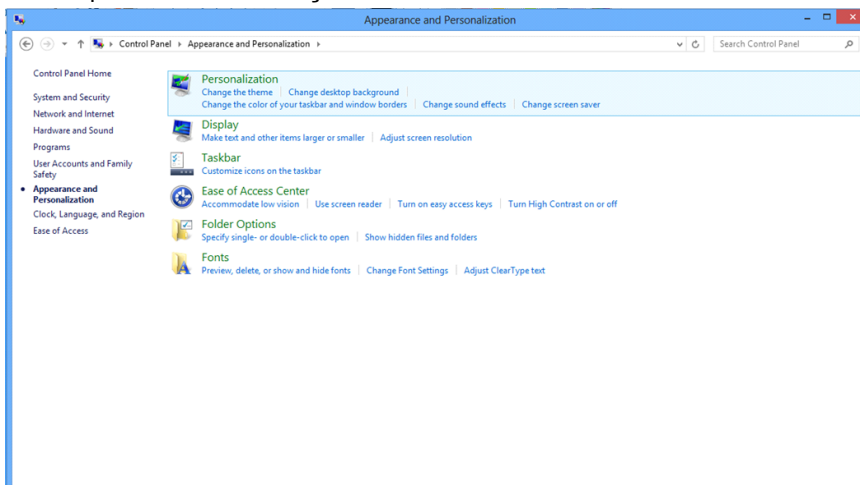 Appearance and Personalization
Control Panel Appearance and Personalization
Search Control Panel
Control Panel Home
System and Security
Network and Internet
Hardware and Sound
Programs
User Accounts and Family
Safety
Appearance and
Personalization
Clock, Language, and Region
Ease of Access
Personalization
Change the theme Change desktop background
Change the color of your taskbar and window borders Change sound effects Change screen saver
Display
Make text and other items larger or smaller Adjust screen resolution
Taskbar
Customize icons on the taskbar
Ease of Access Center
Accommodate low vision Use screen reader Turn on easy access keys Turn High Contrast on or off
Folder Options
Specify single- or double-click to open Show hidden files and folders
Fonts
Preview, delete, or show and hide fonts Change Font Settings Adjust ClearType text